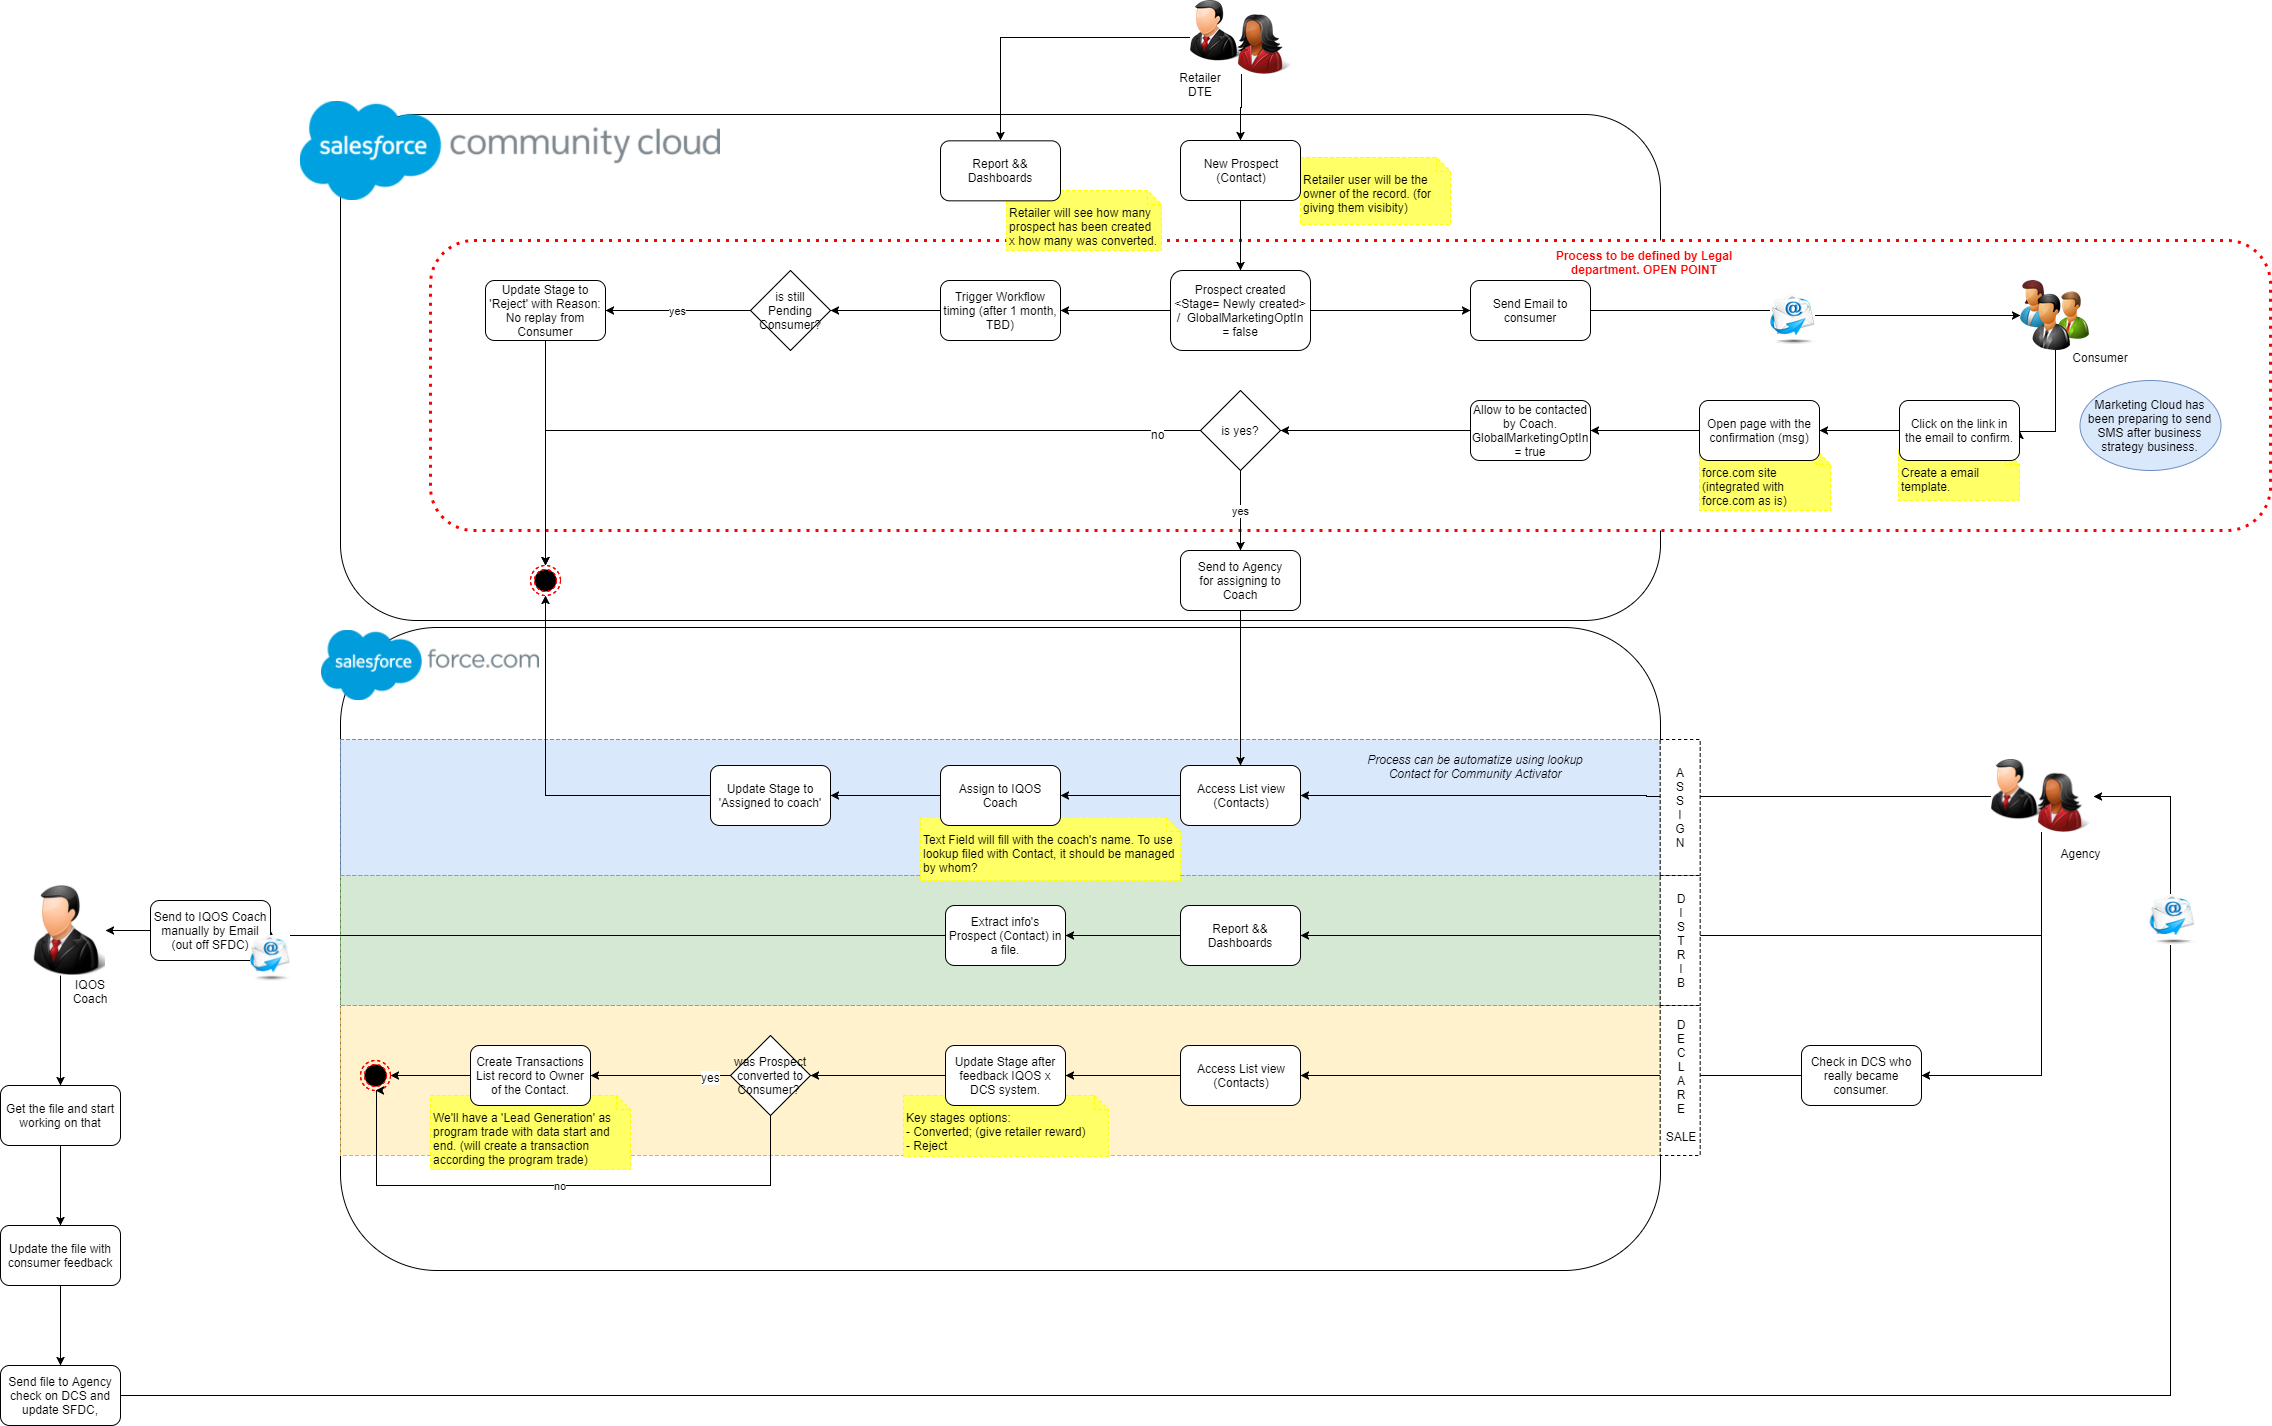 Retailer
DTE
salesforce
community cloud
Report &&
Dashboards
Retailer will see how many
prospect has been created
x how many was converted.
New Prospect
(Contact)
Retailer user will be the
owner of the record. (for
giving them visibity)
Process to be defined by Legal
department. OPEN POINT
Update Stage to
'Reject' with Reason:
No replay from
Consumer
yes
is still
Pending
Consumer?
Trigger Workflow
timing (after 1 month,
TBD)
Prospect created
<Stage= Newly created>
/ GlobalMarketingOptIn
= false
Send Email to
consumer
Consumer
no
is yes?
yes
Allow to be contacted
by Coach.
GlobalMarketingOptIn
= true
Open page with the
confirmation (msg)
force.com site
(integrated with
force.com as is)
Click on the link in
the email to confirm.
Create a email
template.
Marketing Cloud has
been preparing to send
SMS after business
strategy business.
Send to Agency
for assigning to
Coach
salesforce
force.com
Update Stage to
'Assigned to coach'
Assign to IQOS
Coach
Text Field will fill with the coach's name. To use
lookup filed with Contact, it should be managed
by whom?
Access List view
(Contacts)
Process can be automatize using lookup
Contact for Community Activator
A
S
S
I
G
N
Agency
IQOS
Coach
Send to IQOS Coach
manually by Email
(out off SFDC)
Extract info's
Prospect (Contact) in
a file.
Report &&
Dashboards
D
I
S
T
R
I
B
Create Transactions
List record to Owner
of the Contact.
We'll have a 'Lead Generation' as
program trade with data start and
end. (will create a transaction
according the program trade)
yes
was Prospect
converted to
Consumer?
no
Update Stage after
feedback IQOS x
DCS system.
Key stages options:
- Converted; (give retailer reward)
- Reject
Access List view
(Contacts)
D
E
C
L
A
R
E
SALE
Check in DCS who
really became
consumer.
Get the file and start
working on that
Update the file with
consumer feedback
Send file to Agency
check on DCS and
update SFDC,